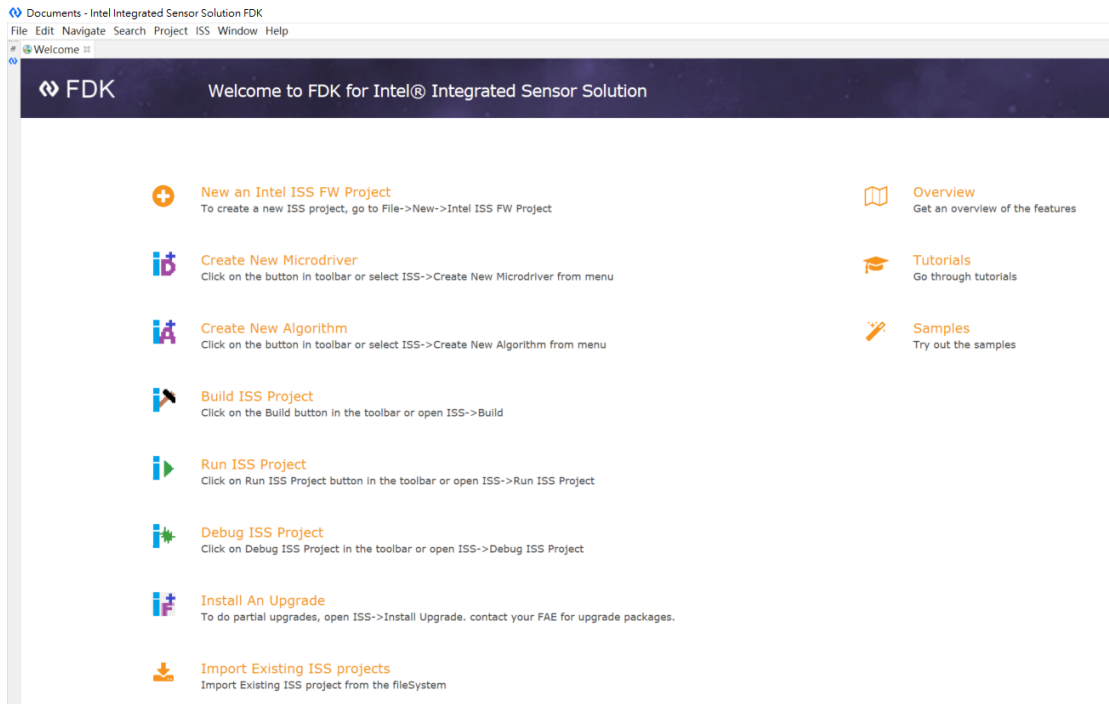 Documents - Intel Integrated Sensor Solution FDK
File Edit Navigate Search Project ISS Window Help
Welcome
FDK
Welcome to FDK for Intel® Integrated Sensor Solution
New an Intel ISS FW Project
To create a new ISS project, go to File->New->Intel ISS FW Project
Create New Microdriver
Click on the button in toolbar or select ISS->Create New Microdriver from menu
Create New Algorithm
Click on the button in toolbar or select ISS->Create New Algorithm from menu
Build ISS Project
Click on the Build button in the toolbar or open ISS->Build
Run ISS Project
Click on Run ISS Project button in the toolbar or open ISS->Run ISS Project
Debug ISS Project
Click on Debug ISS Project in the toolbar or open ISS->Debug ISS Project
Install An Upgrade
To do partial upgrades, open ISS->Install Upgrade. contact your FAE for upgrade packages.
Import Existing ISS projects
Import Existing ISS project from the fileSystem
Overview
Get an overview of the features
Tutorials
Go through tutorials
Samples
Try out the samples